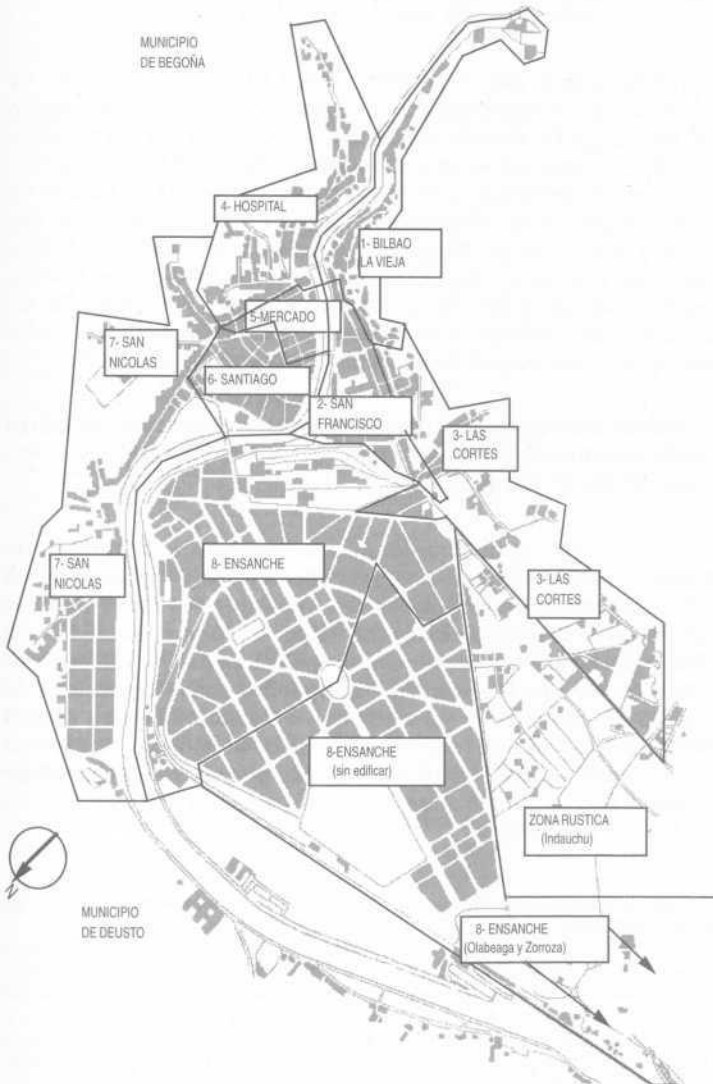 MUNICIPIO
DE BEGOÑA
4- HOSPITAL
1- BILBAO
LA VIEJA
5-MERCADO
7- SAN
NICOLAS
6- SANTIAGO
2- SAN
FRANCISCO
3- LAS
CORTES
8- ENSANCHE
7- SAN
NICOLAS
3- LAS
CORTES
8-ENSANCHE
(sin edificar)
ZONA RUSTICA
(Indauchu)
N
MUNICIPIO
DE DEUSTO
8- ENSANCHE
(Olabeaga y Zorroza)